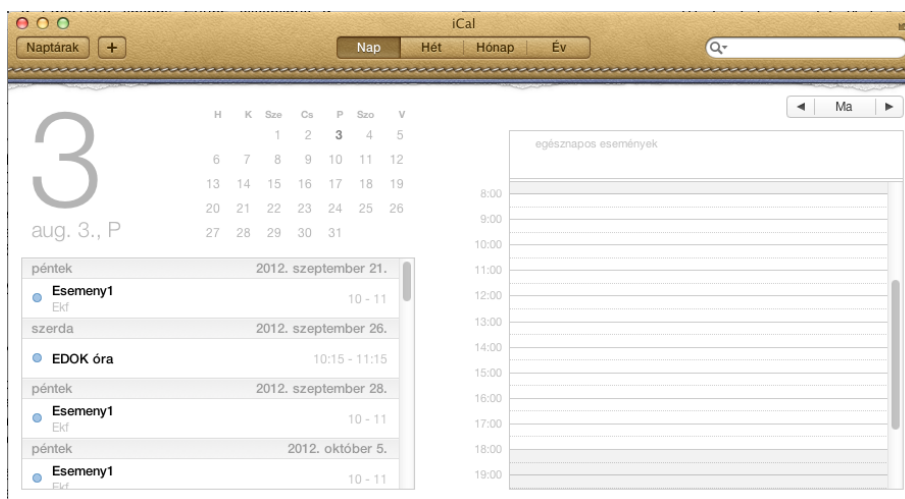 iCal
Naptárak + Nap Hét Hónap Év
◀ Ma ▶
3
aug. 3., P
H K Sze Cs P Szo V
1 2 3 4 5
6 7 8 9 10 11 12
13 14 15 16 17 18 19
20 21 22 23 24 25 26
27 28 29 30 31
péntek 2012. szeptember 21.
Esemeny1
Ekf
10 - 11
szerda 2012. szeptember 26.
EDOK óra 10:15 - 11:15
péntek 2012. szeptember 28.
Esemeny1
Ekf
10 - 11
péntek 2012. október 5.
Esemeny1
Ekf
10 - 11
egésznapos események
8:00
9:00
10:00
11:00
12:00
13:00
14:00
15:00
16:00
17:00
18:00
19:00